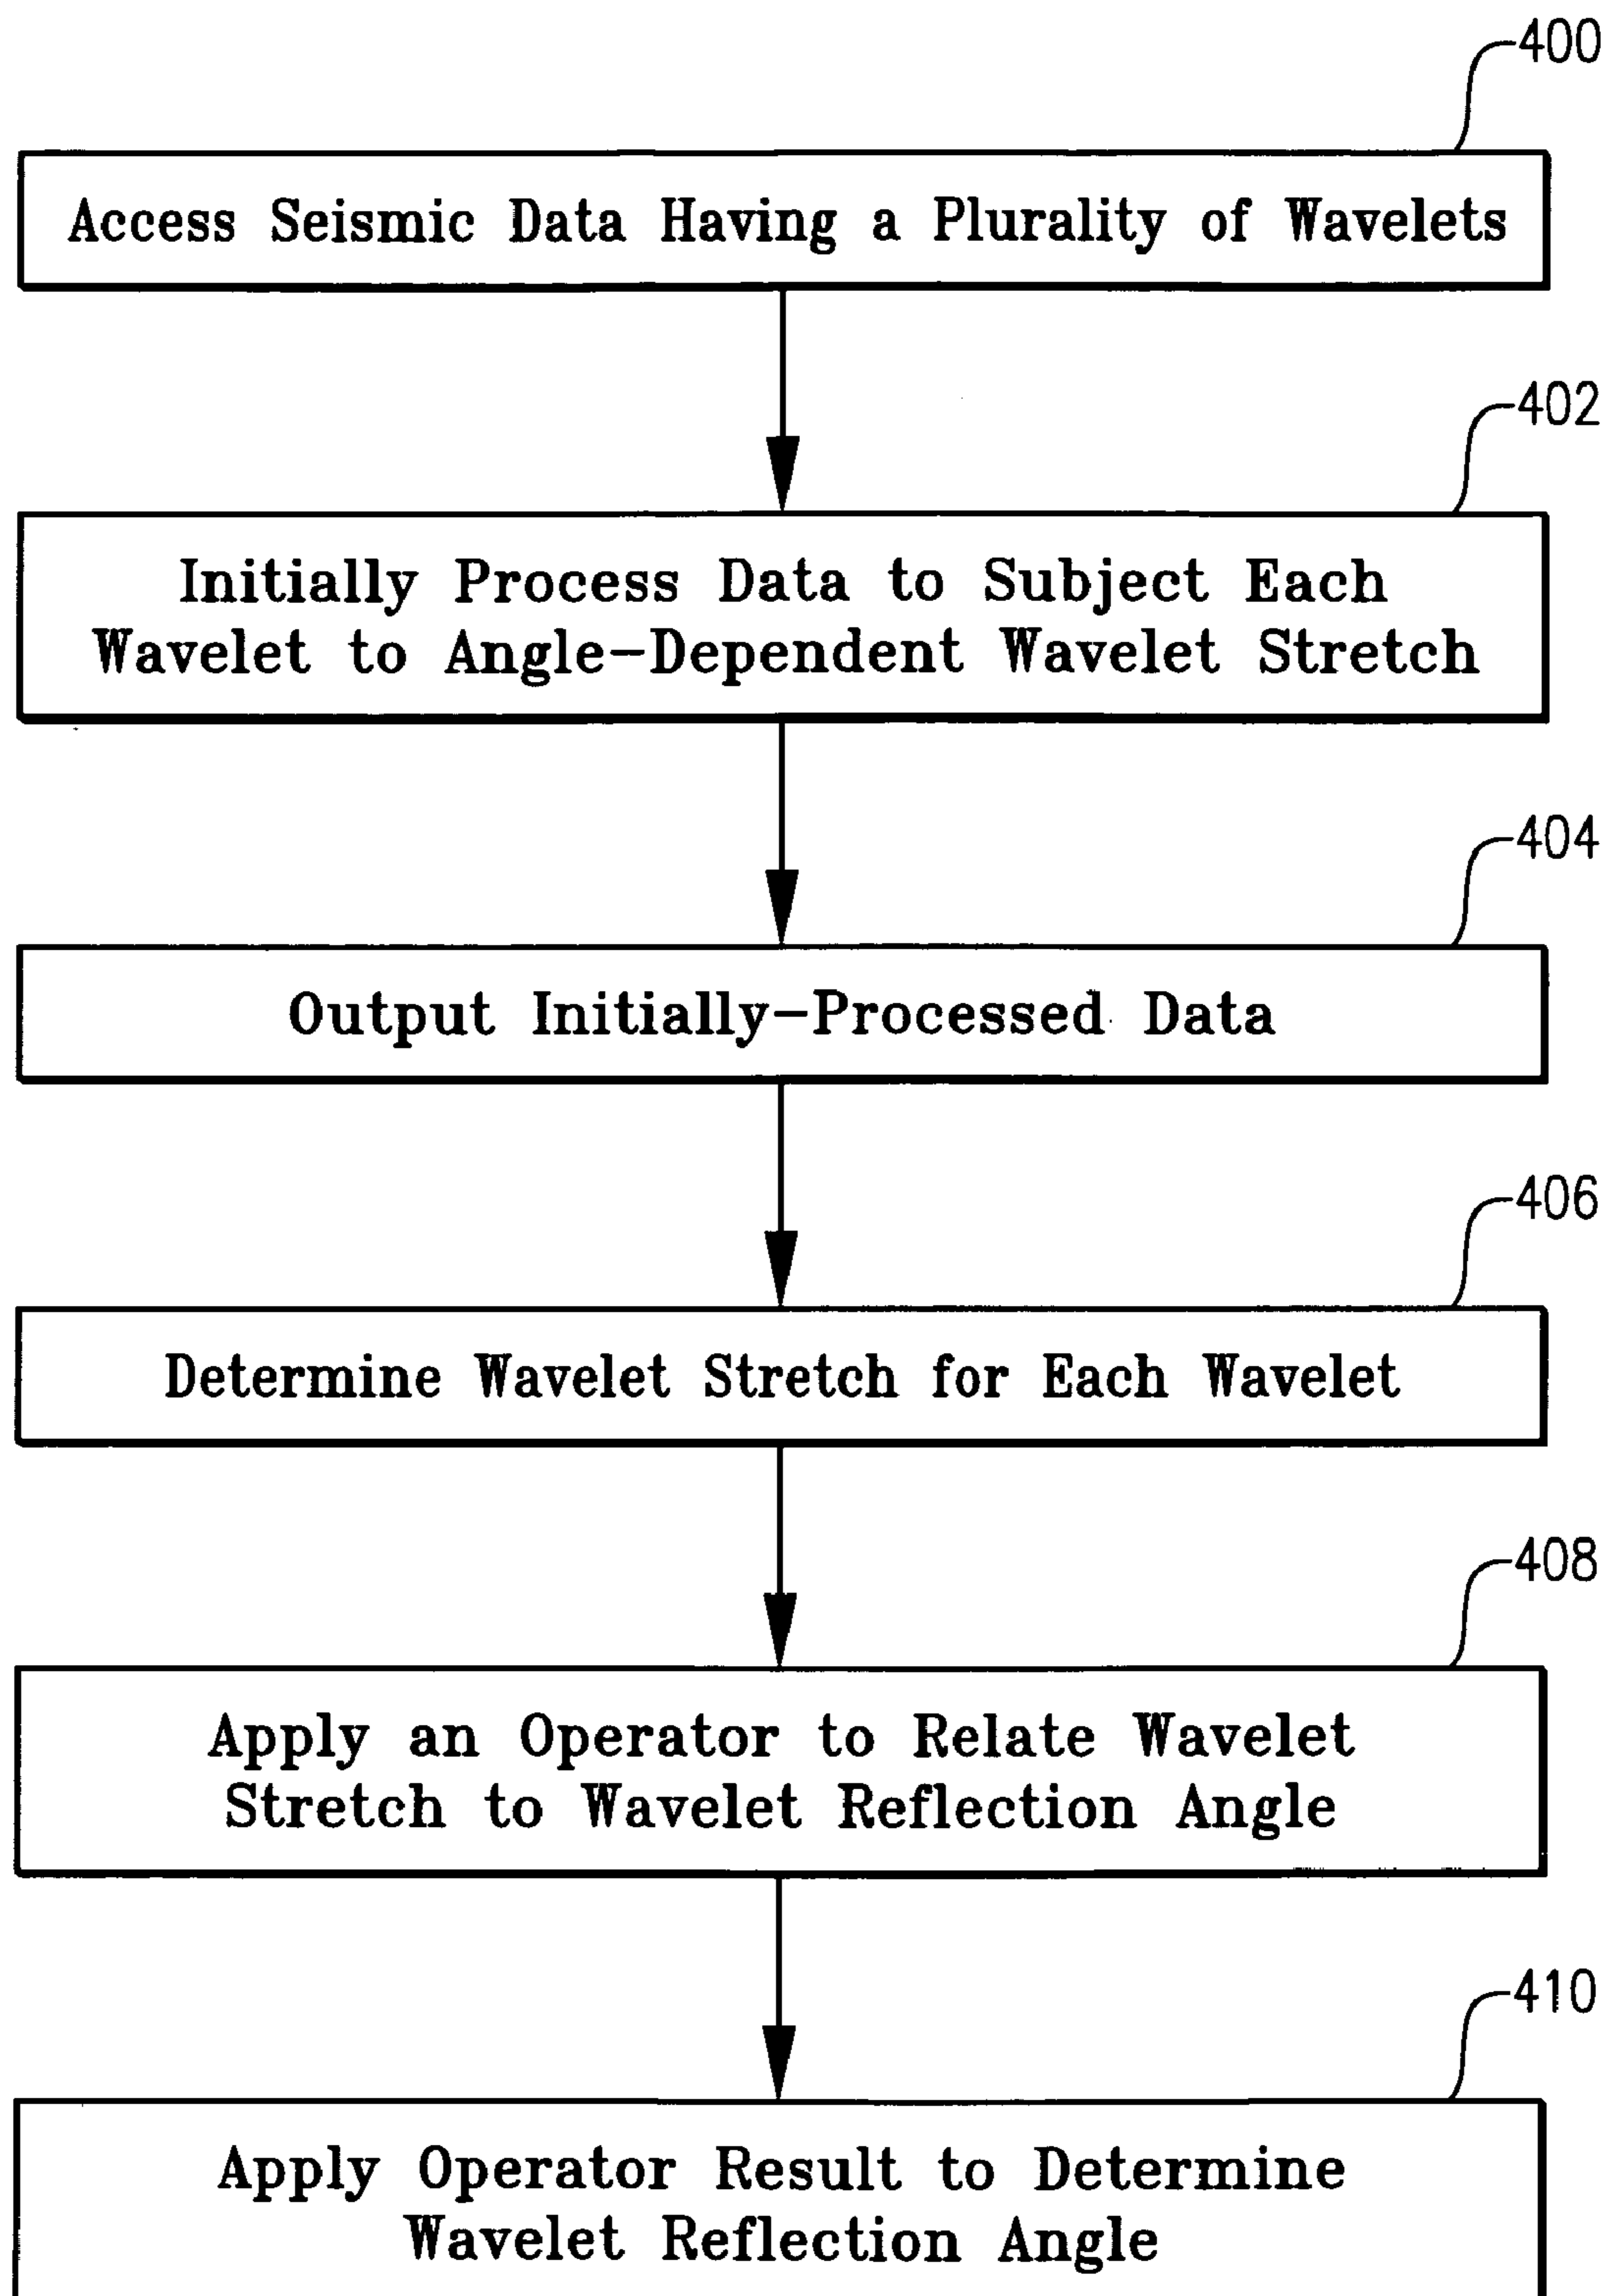 400
Access Seismic Data Having a Plurality of Wavelets
402
Initially Process Data to Subject Each
Wavelet to Angle-Dependent Wavelet Stretch
404
Output Initially-Processed Data
406
Determine Wavelet Stretch for Each Wavelet
408
Apply an Operator to Relate Wavelet
Stretch to Wavelet Reflection Angle
410
Apply Operator Result to Determine
Wavelet Reflection Angle